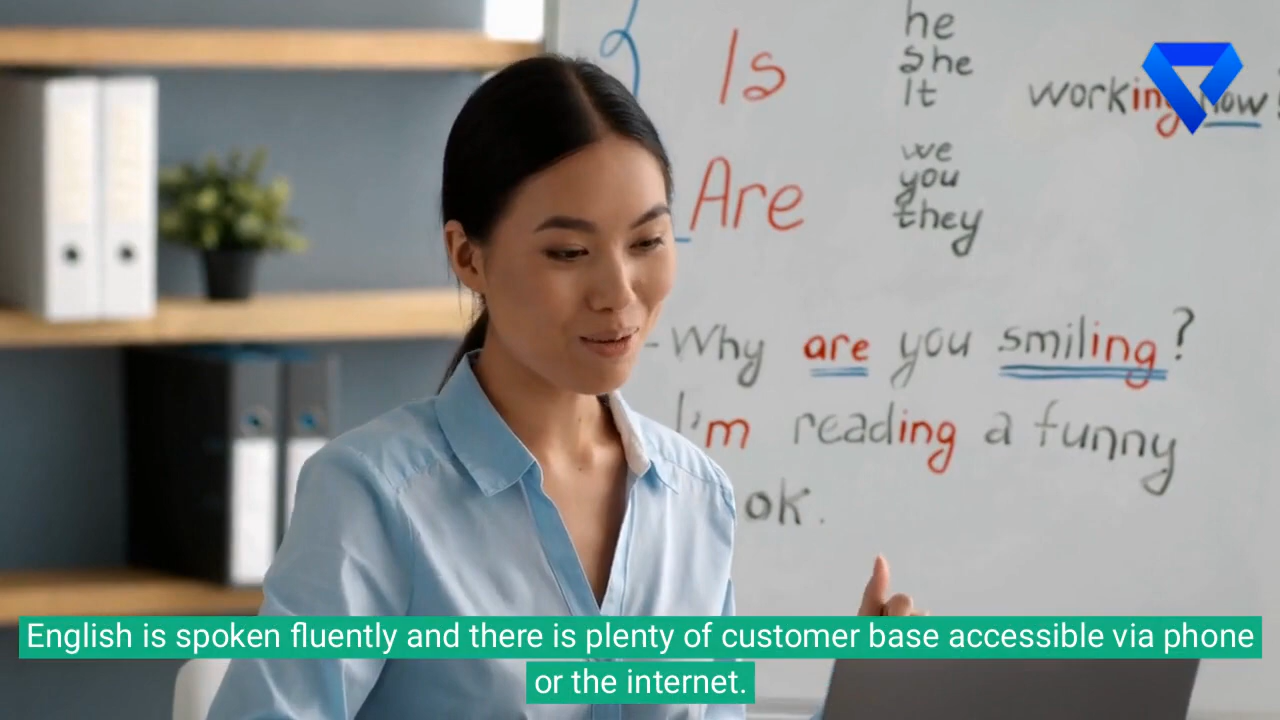 Is
he
she
It
working now
Are
we
you
they
-Why are you smiling?
I'm reading a funny
ok.
English is spoken fluently and there is plenty of customer base accessible via phone
or the internet.